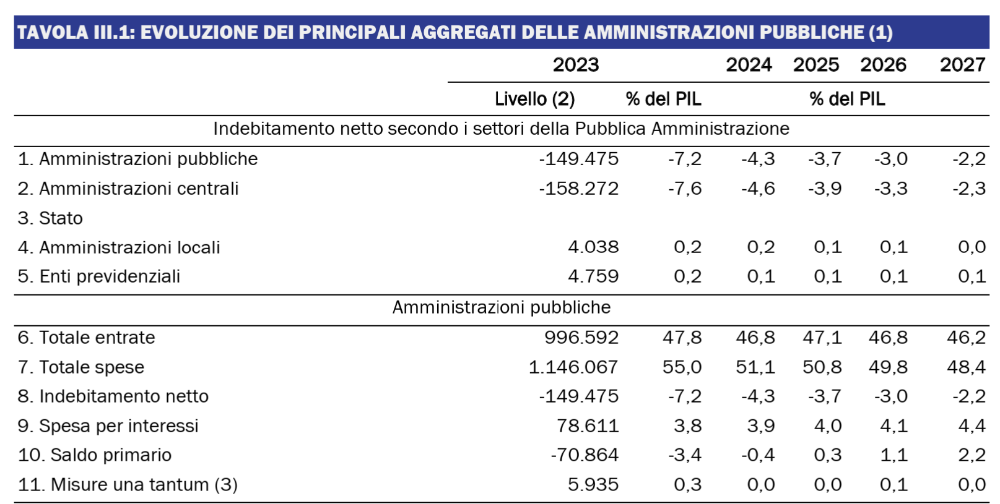 TAVOLA III.1: EVOLUZIONE DEI PRINCIPALI AGGREGATI DELLE AMMINISTRAZIONI PUBBLICHE (1)
2023 2024 2025 2026 2027
Livello (2) % del PIL % del PIL
Indebitamento netto secondo i settori della Pubblica Amministrazione
1. Amministrazioni pubbliche -149.475 -7,2 -4,3 -3,7 -3,0 -2,2
2. Amministrazioni centrali -158.272 -7,6 -4,6 -3,9 -3,3 -2,3
3. Stato
4. Amministrazioni locali 4.038 0,2 0,2 0,1 0,1 0,0
5. Enti previdenziali 4.759 0,2 0,1 0,1 0,1 0,1
Amministrazioni pubbliche
6. Totale entrate 996.592 47,8 46,8 47,1 46,8 46,2
7. Totale spese 1.146.067 55,0 51,1 50,8 49,8 48,4
8. Indebitamento netto -149.475 -7,2 -4,3 -3,7 -3,0 -2,2
9. Spesa per interessi 78.611 3,8 3,9 4,0 4,1 4,4
10. Saldo primario -70.864 -3,4 -0,4 0,3 1,1 2,2
11. Misure una tantum (3) 5.935 0,3 0,0 0,0 0,1 0,0